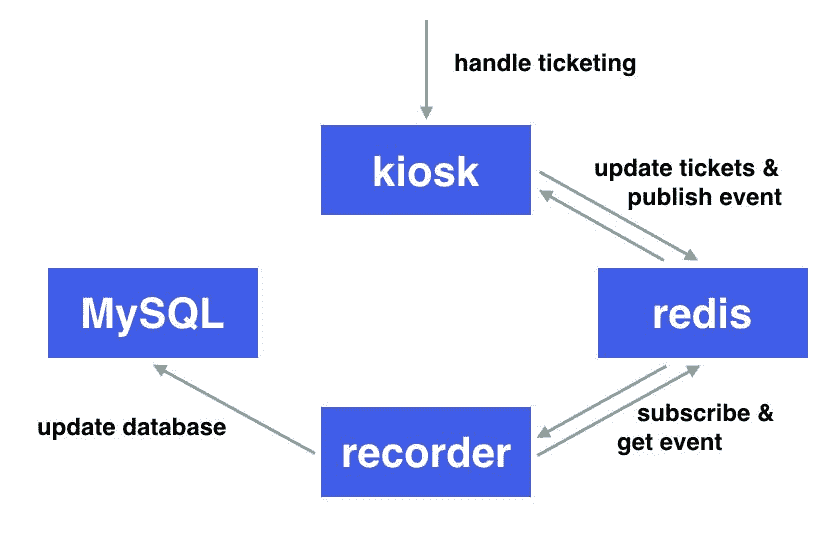 handle ticketing
kiosk
update tickets &
publish event
MySQL
redis
subscribe &
get event
update database
recorder